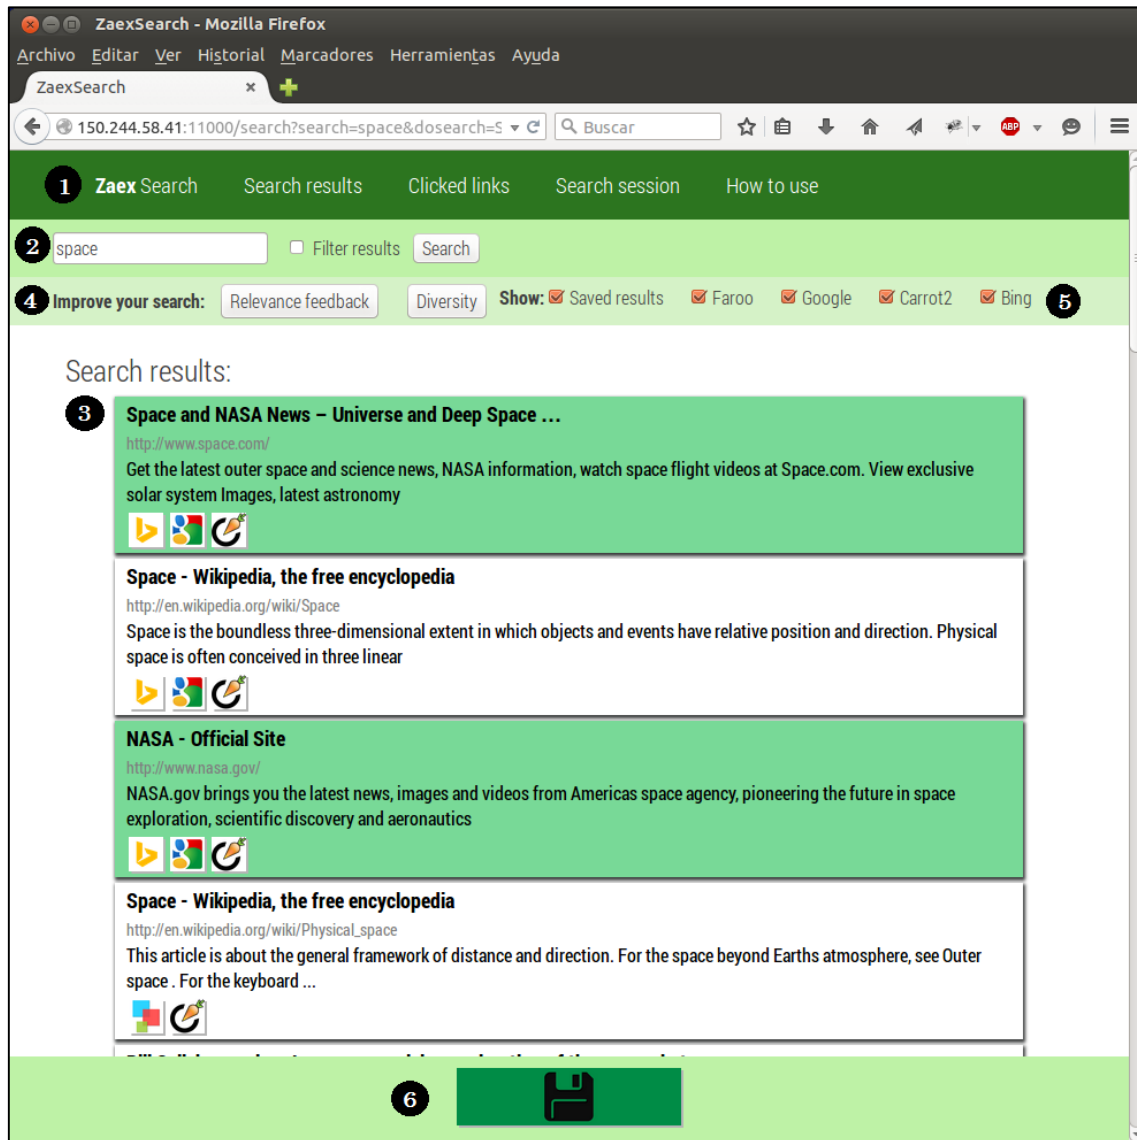 ZaexSearch - Mozilla Firefox
Archivo Editar Ver Historial Marcadores Herramientas Ayuda
ZaexSearch
150.244.58.41:11000/search?search=space&dosearch=S
Buscar
ABP
1 Zaex Search Search results Clicked links Search session How to use
2 space Filter results Search
4 Improve your search: Relevance feedback Diversity Show: Saved results Faroo Google Carrot2 Bing 5
Search results:
3 Space and NASA News – Universe and Deep Space ...
http://www.space.com/
Get the latest outer space and science news, NASA information, watch space flight videos at Space.com. View exclusive
solar system Images, latest astronomy
Space - Wikipedia, the free encyclopedia
http://en.wikipedia.org/wiki/Space
Space is the boundless three-dimensional extent in which objects and events have relative position and direction. Physical
space is often conceived in three linear
NASA - Official Site
http://www.nasa.gov/
NASA.gov brings you the latest news, images and videos from Americas space agency, pioneering the future in space
exploration, scientific discovery and aeronautics
Space - Wikipedia, the free encyclopedia
http://en.wikipedia.org/wiki/Physical_space
This article is about the general framework of distance and direction. For the space beyond Earths atmosphere, see Outer
space . For the keyboard ...
6